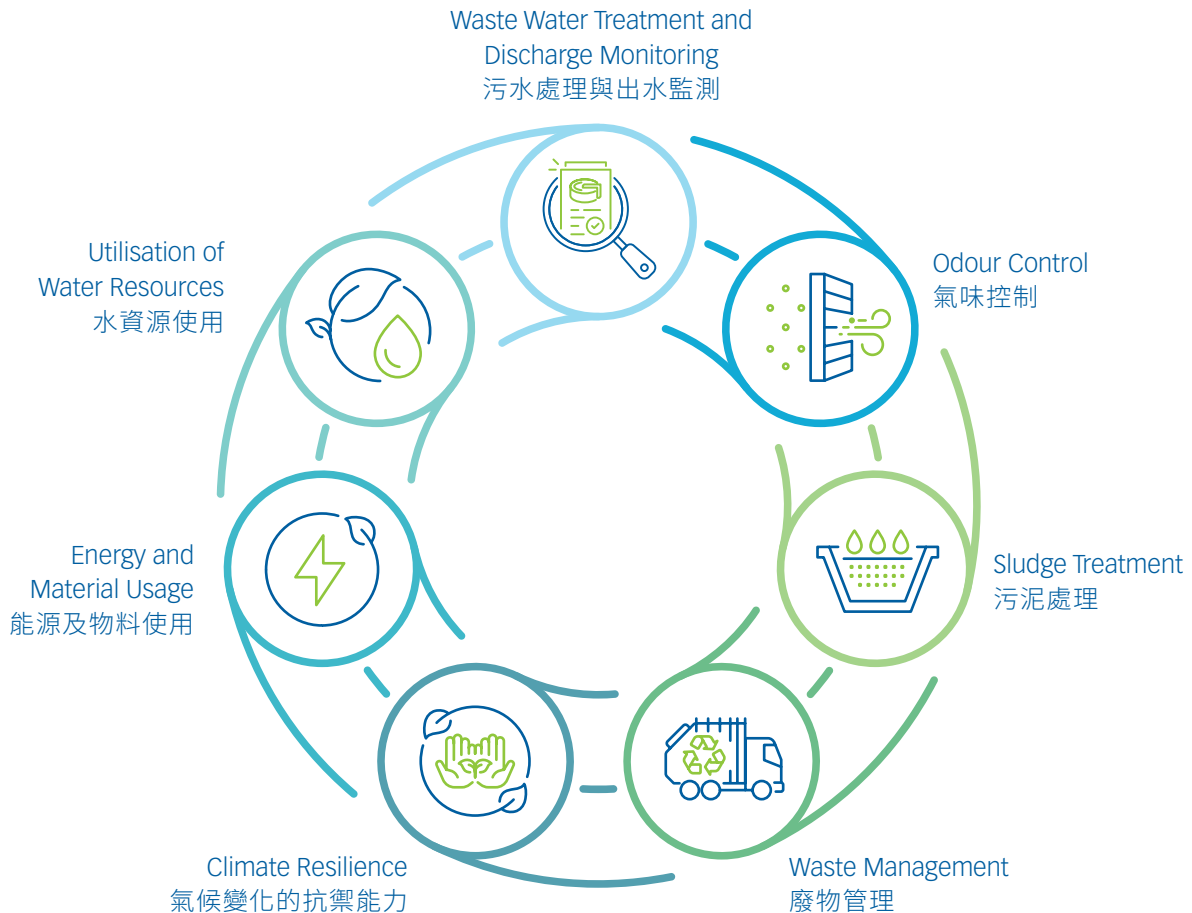 Waste Water Treatment and
Discharge Monitoring
污水處理與出水監測
Odour Control
氣味控制
Sludge Treatment
污泥處理
Waste Management
廢物管理
Climate Resilience
氣候變化的抗禦能力
Energy and
Material Usage
能源及物料使用
Utilisation of
Water Resources
水資源使用